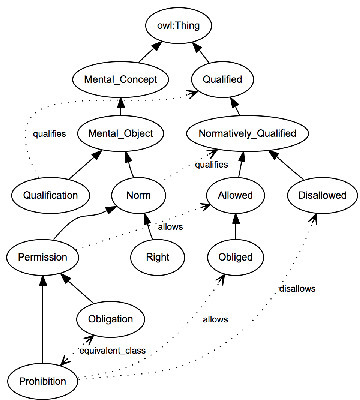 owl:Thing
Mental_Concept
Qualified
qualifies
Mental_Object
Normatively_Qualified
qualifies
Qualification
Norm
Allowed
Disallowed
allows
Permission
Right
Obliged
disallows
Obligation
allows
equivalent_class
Prohibition